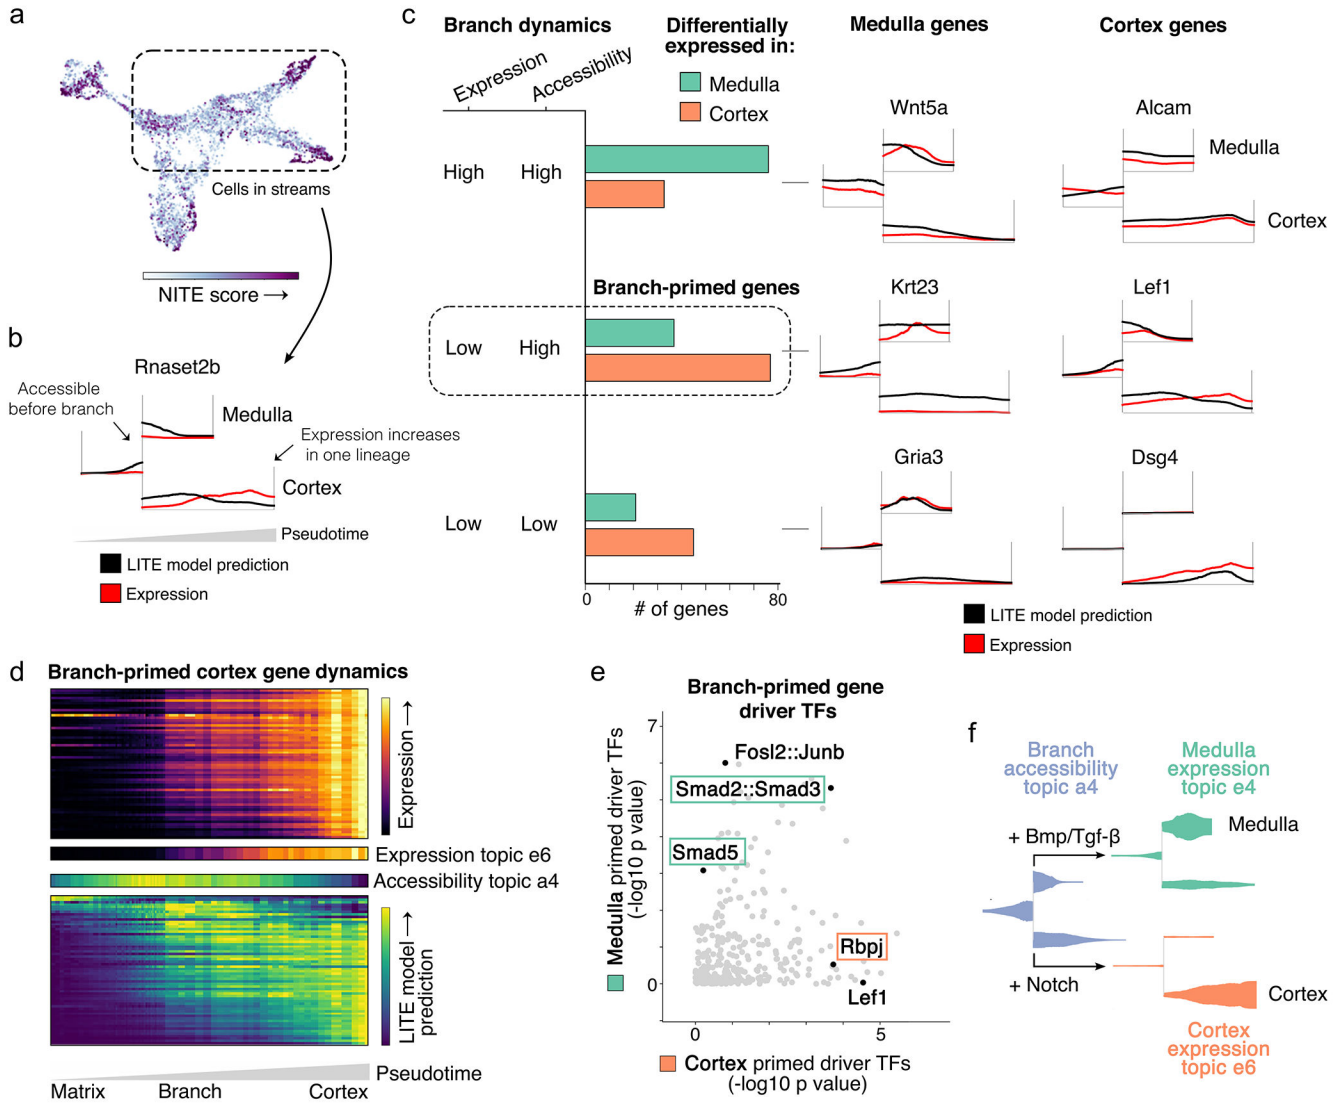 a
Cells in streams
NITE score →
b
Rnaset2b
Accessible
before branch
Medulla
Expression increases
in one lineage
Cortex
Pseudotime
LITE model prediction
Expression
c
Branch dynamics
Expression
Accessibility
Differentially
expressed in:
Medulla
Cortex
Medulla genes
Cortex genes
High
High
Wnt5a
Alcam
Medulla
Cortex
Branch-primed genes
Low
High
Krt23
Lef1
Low
Low
Gria3
Dsg4
0
80
# of genes
LITE model prediction
Expression
d
Branch-primed cortex gene dynamics
Expression →
Expression topic e6
Accessibility topic a4
LITE model →
prediction
Pseudotime
Matrix
Branch
Cortex
e
Branch-primed gene
driver TFs
7
Fosl2::Junb
Smad2::Smad3
Smad5
Rbpj
Lef1
0
0
5
Medulla primed driver TFs
(-log10 p value)
Cortex primed driver TFs
(-log10 p value)
f
Branch
accessibility
topic a4
Medulla
expression
topic e4
+ Bmp/Tgf-β
Medulla
+ Notch
Cortex
Cortex
expression
topic e6